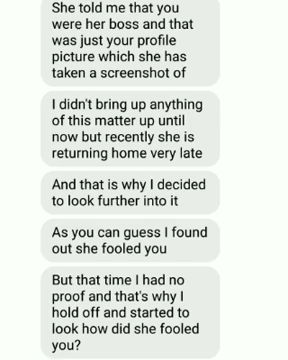 She told me that you
were her boss and that
was just your profile
picture which she has
taken a screenshot of
I didn't bring up anything
of this matter up until
now but recently she is
returning home very late
And that is why I decided
to look further into it
As you can guess I found
out she fooled you
But that time I had no
proof and that's why I
hold off and started to
look how did she fooled
you?